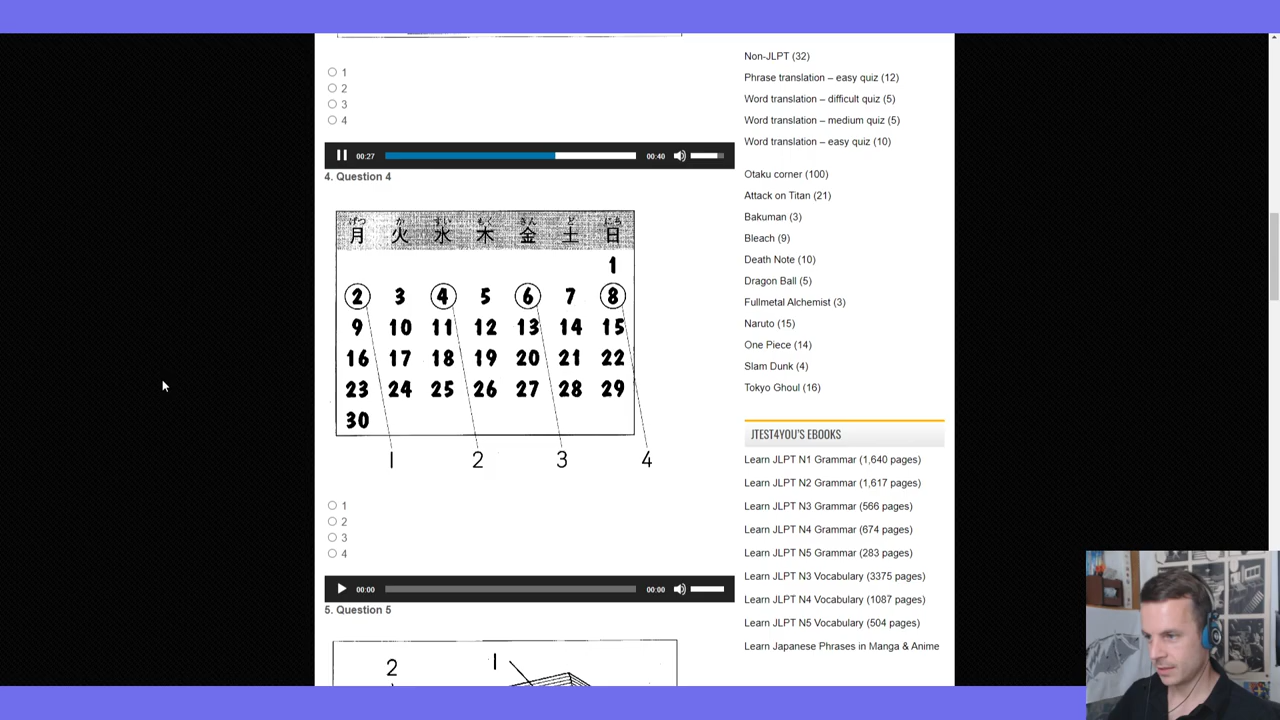 1
2
3
4
00:27
00:40
4. Question 4
げつ か すい もく きん ど にち
月 火 水 木 金 土 日
1
2 3 4 5 6 7 8
9 10 11 12 13 14 15
16 17 18 19 20 21 22
23 24 25 26 27 28 29
30
1 2 3 4
1
2
3
4
00:00
00:00
5. Question 5
2
1
Non-JLPT (32)
Phrase translation – easy quiz (12)
Word translation – difficult quiz (5)
Word translation – medium quiz (5)
Word translation – easy quiz (10)
Otaku corner (100)
Attack on Titan (21)
Bakuman (3)
Bleach (9)
Death Note (10)
Dragon Ball (5)
Fullmetal Alchemist (3)
Naruto (15)
One Piece (14)
Slam Dunk (4)
Tokyo Ghoul (16)
JTEST4YOU'S EBOOKS
Learn JLPT N1 Grammar (1,640 pages)
Learn JLPT N2 Grammar (1,617 pages)
Learn JLPT N3 Grammar (566 pages)
Learn JLPT N4 Grammar (674 pages)
Learn JLPT N5 Grammar (283 pages)
Learn JLPT N3 Vocabulary (3375 pages)
Learn JLPT N4 Vocabulary (1087 pages)
Learn JLPT N5 Vocabulary (504 pages)
Learn Japanese Phrases in Manga & Anime